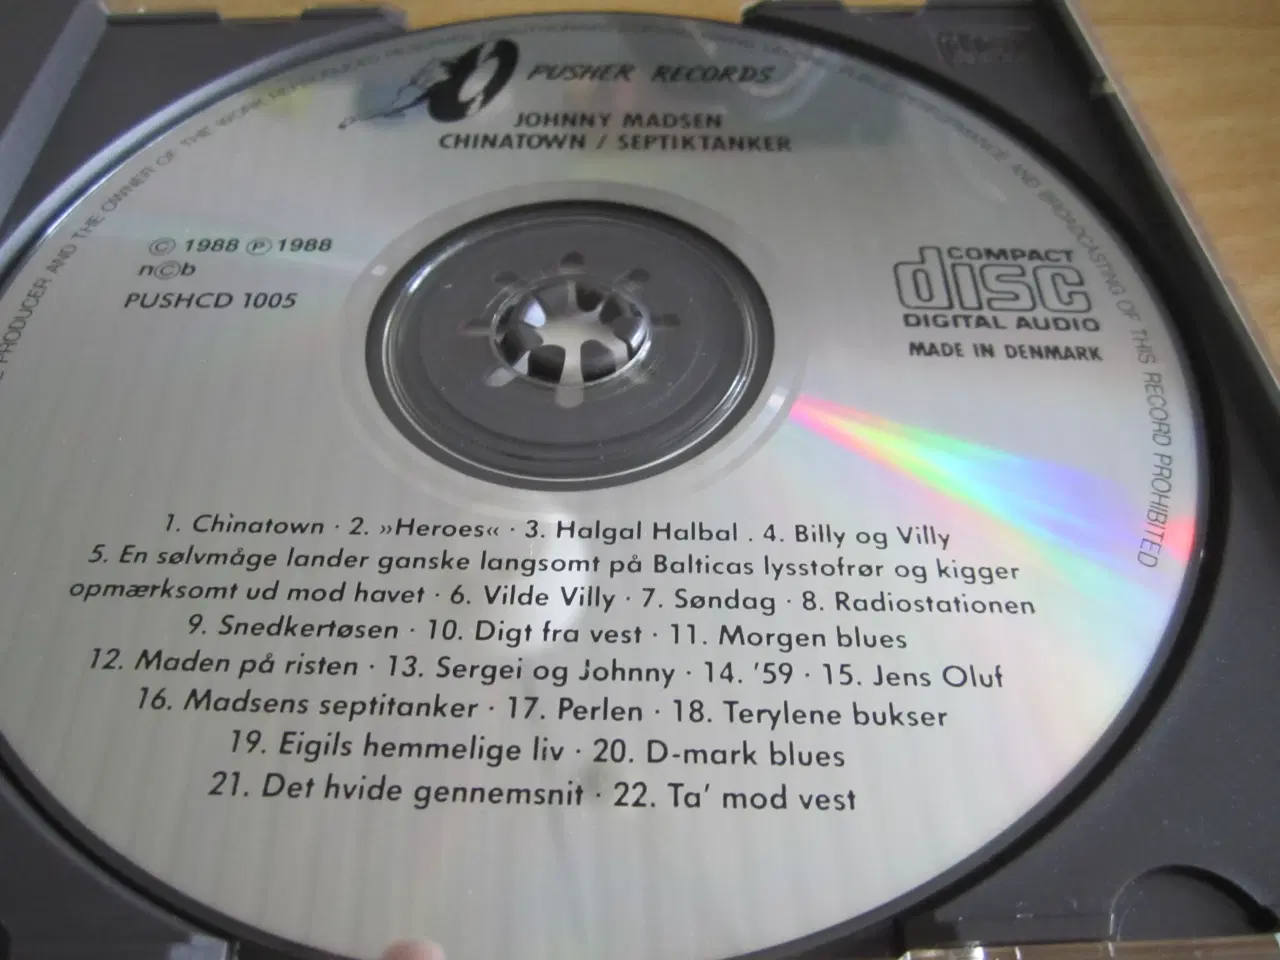 PUSHER RECORDS
JOHNNY MADSEN
CHINATOWN / SEPTIKTANKER
© 1988 ℗ 1988
n©b
PUSHCD 1005
COMPACT
disc
DIGITAL AUDIO
MADE IN DENMARK
1. Chinatown · 2. »Heroes« · 3. Halgal Halbal . 4. Billy og Villy
5. En sølvmåge lander ganske langsomt på Balticas lysstofrør og kigger
opmærksomt ud mod havet · 6. Vilde Villy · 7. Søndag · 8. Radiostationen
9. Snedkertøsen · 10. Digt fra vest · 11. Morgen blues
12. Maden på risten · 13. Sergei og Johnny · 14. '59 · 15. Jens Oluf
16. Madsens septitanker · 17. Perlen · 18. Terylene bukser
19. Eigils hemmelige liv · 20. D-mark blues
21. Det hvide gennemsnit · 22. Ta' mod vest
PRODUCER AND THE OWNER OF THE WORK PUBLIC PERFORMANCE AND BROADCASTING OF THIS RECORD PROHIBITED